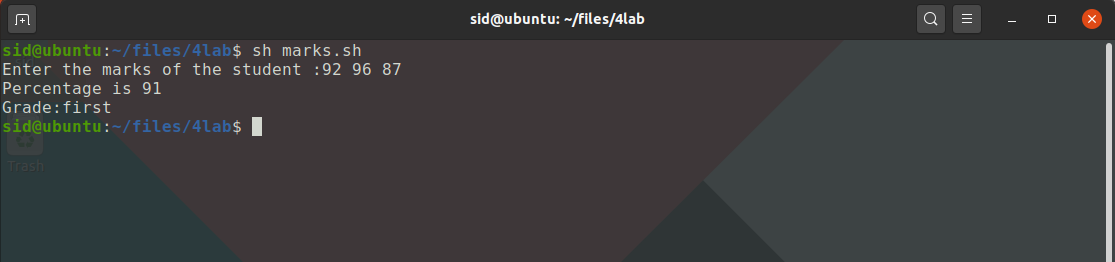 sid@ubuntu: ~/files/4lab
sid@ubuntu:~/files/4lab$ sh marks.sh
Enter the marks of the student :92 96 87
Percentage is 91
Grade:first
sid@ubuntu:~/files/4lab$
Trash